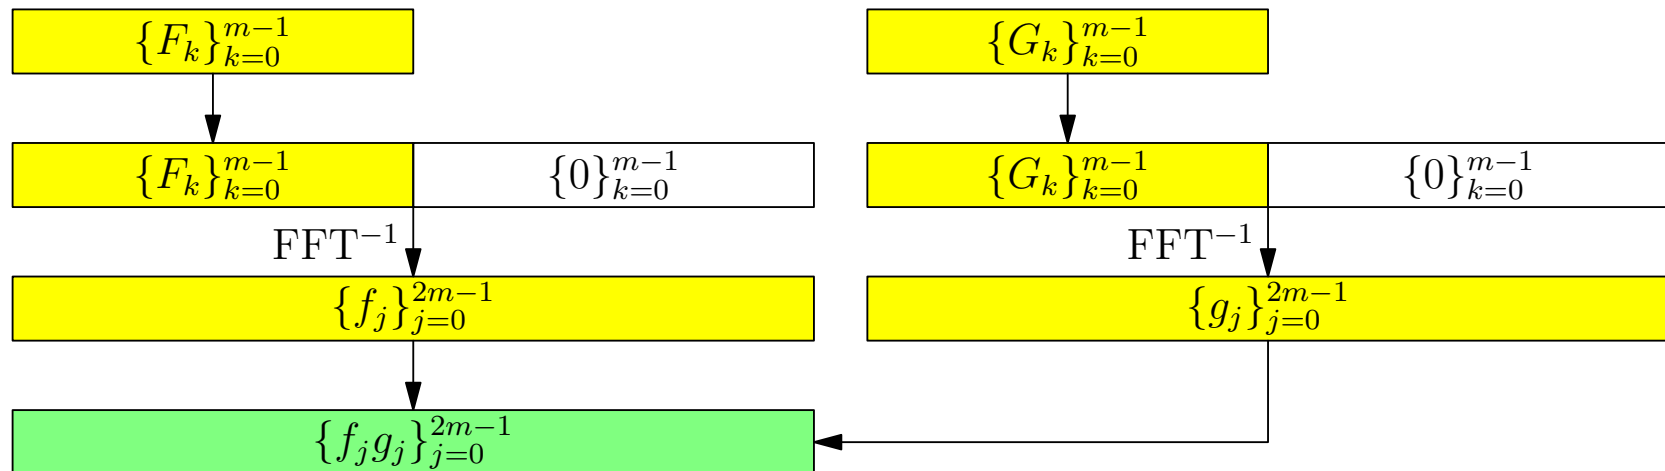 $\{F_k\}_{k=0}^{m-1}$ $\{G_k\}_{k=0}^{m-1}$
$\{F_k\}_{k=0}^{m-1}$ $\{0\}_{k=0}^{m-1}$ $\{G_k\}_{k=0}^{m-1}$ $\{0\}_{k=0}^{m-1}$
FFT$^{-1}$ FFT$^{-1}$
$\{f_j\}_{j=0}^{2m-1}$ $\{g_j\}_{j=0}^{2m-1}$
$\{f_j g_j\}_{j=0}^{2m-1}$